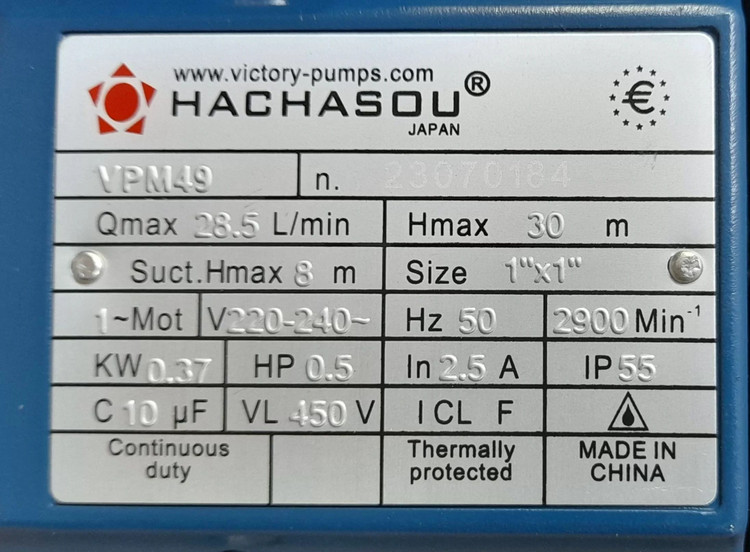 www.victory-pumps.com
HACHASOU®
JAPAN
€
VPM49 n. 23070184
Qmax 28.5 L/min Hmax 30 m
Suct.Hmax 8 m Size 1"x1"
1~Mot V220-240~ Hz 50 2900 Min⁻¹
KW 0.37 HP 0.5 In 2.5 A IP 55
C 10 µF VL 450 V I CL F
Continuous
duty
Thermally
protected
MADE IN
CHINA